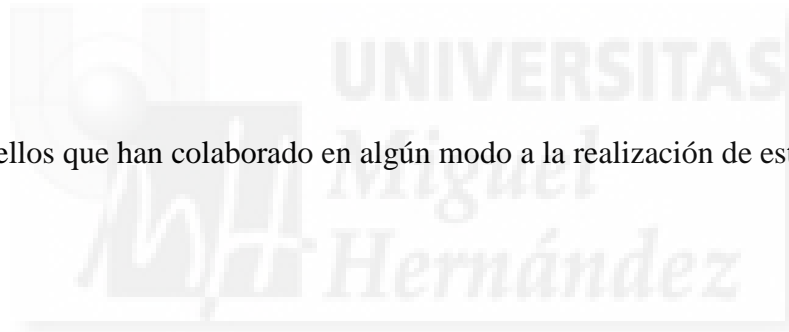 UNIVERSITAS
ellos que han colaborado en algún modo a la realización de es
Miguel
Hernández